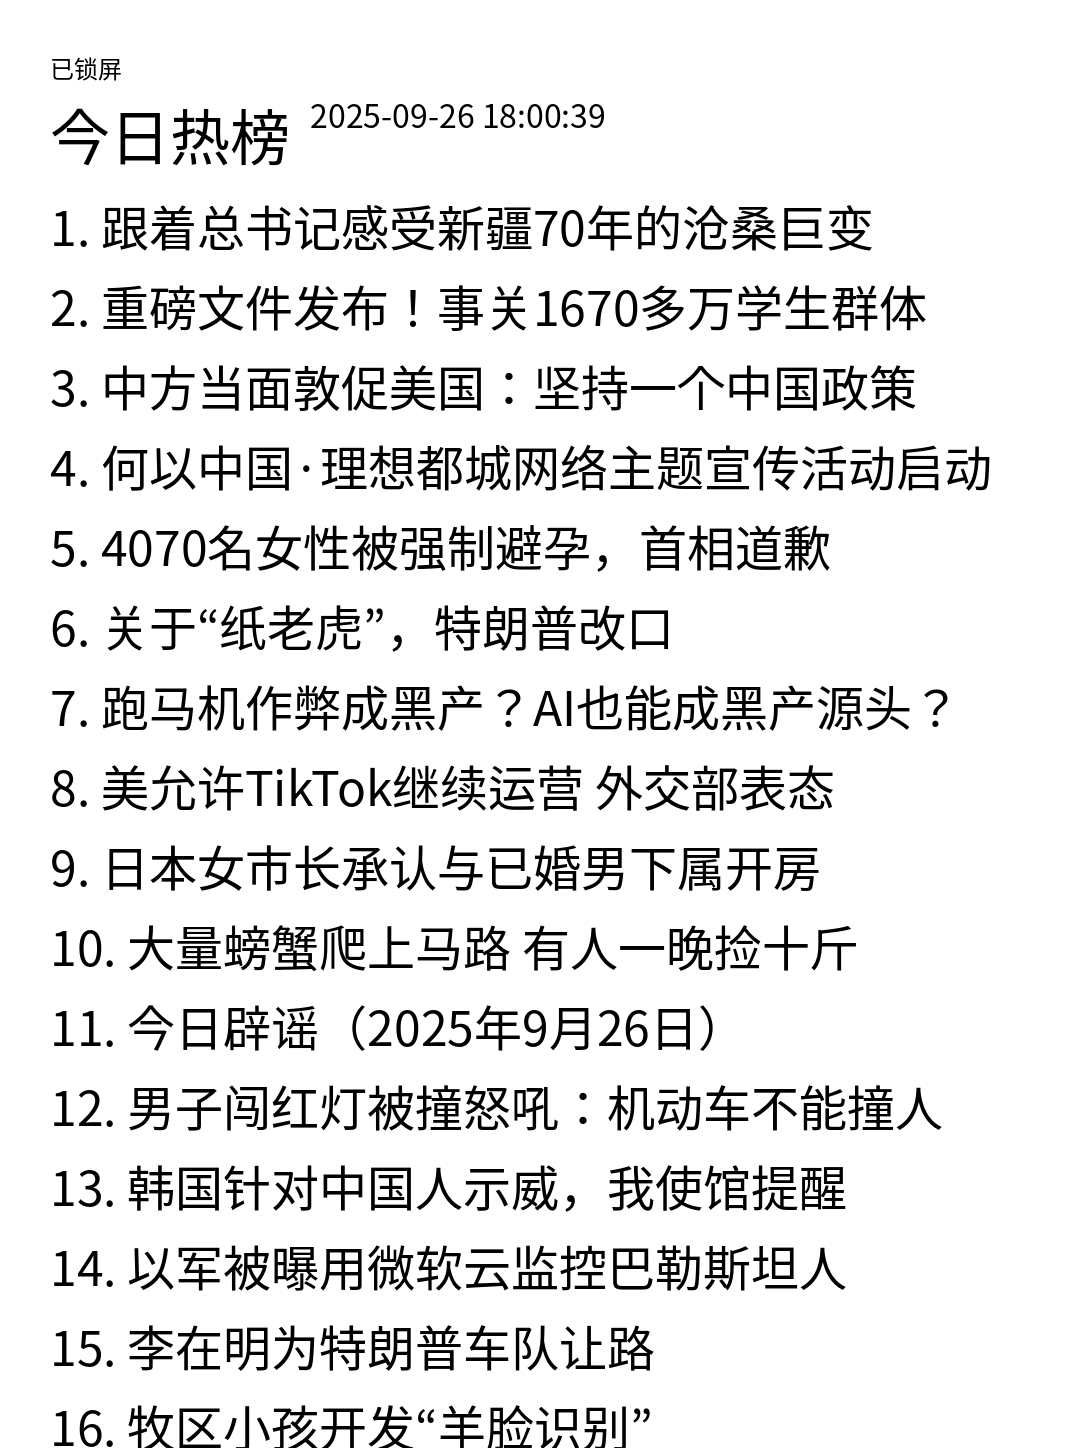 已锁屏
今日热榜 2025-09-26 18:00:39
1. 跟着总书记感受新疆70年的沧桑巨变
2. 重磅文件发布！事关1670多万学生群体
3. 中方当面敦促美国：坚持一个中国政策
4. 何以中国·理想都城网络主题宣传活动启动
5. 4070名女性被强制避孕，首相道歉
6. 关于“纸老虎”，特朗普改口
7. 跑马机作弊成黑产？AI也能成黑产源头？
8. 美允许TikTok继续运营 外交部表态
9. 日本女市长承认与已婚男下属开房
10. 大量螃蟹爬上马路 有人一晚捡十斤
11. 今日辟谣（2025年9月26日）
12. 男子闯红灯被撞怒吼：机动车不能撞人
13. 韩国针对中国人示威，我使馆提醒
14. 以军被曝用微软云监控巴勒斯坦人
15. 李在明为特朗普车队让路
16. 牧区小孩开发“羊脸识别”